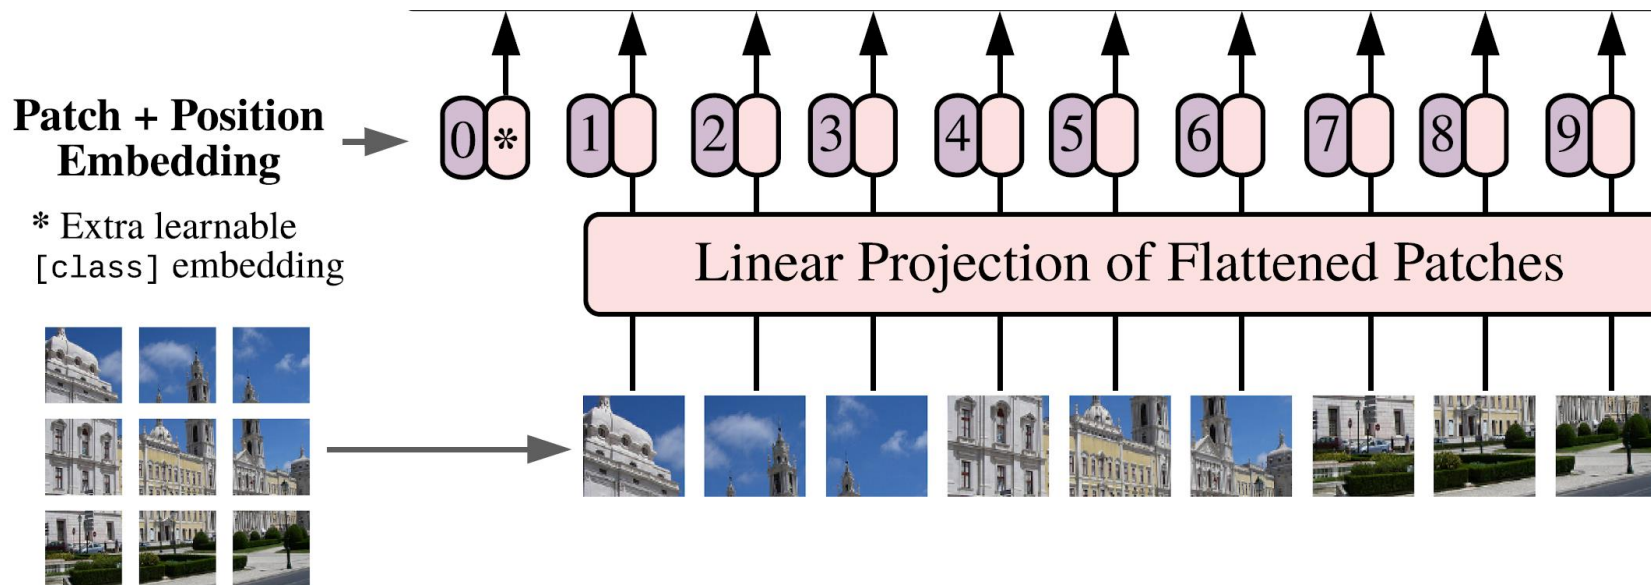 Patch + Position
Embedding
0 * 1 2 3 4 5 6 7 8 9
* Extra learnable
[class] embedding
Linear Projection of Flattened Patches